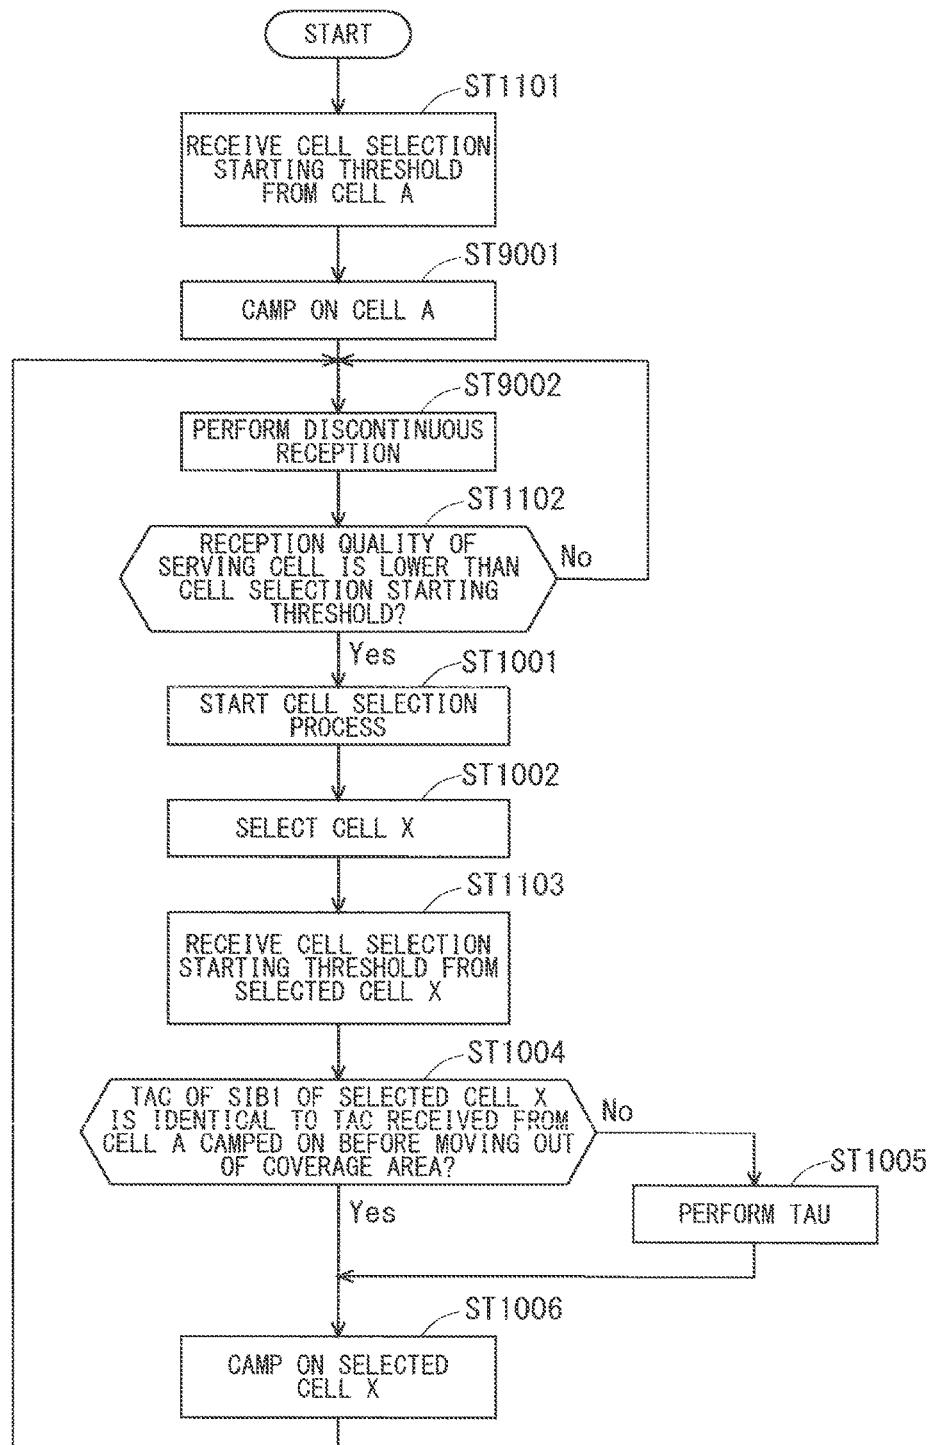 START
ST1101
RECEIVE CELL SELECTION
STARTING THRESHOLD
FROM CELL A
ST9001
CAMP ON CELL A
ST9002
PERFORM DISCONTINUOUS
RECEPTION
ST1102
RECEPTION QUALITY OF
SERVING CELL IS LOWER THAN
CELL SELECTION STARTING
THRESHOLD?
No
Yes
ST1001
START CELL SELECTION
PROCESS
ST1002
SELECT CELL X
ST1103
RECEIVE CELL SELECTION
STARTING THRESHOLD FROM
SELECTED CELL X
ST1004
TAC OF SIB1 OF SELECTED CELL X
IS IDENTICAL TO TAC RECEIVED FROM
CELL A CAMPED ON BEFORE MOVING OUT
OF COVERAGE AREA?
No
Yes
ST1005
PERFORM TAU
ST1006
CAMP ON SELECTED
CELL X